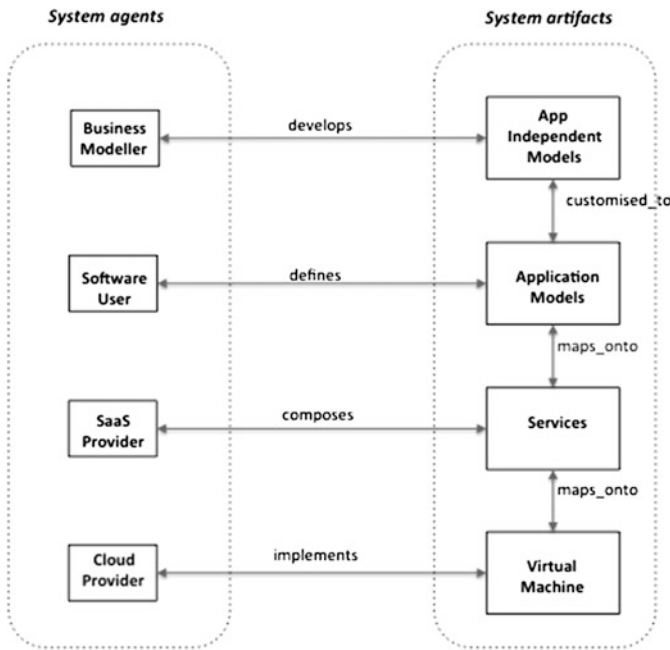 System agents
System artifacts
Business
Modeller
develops
App
Independent
Models
customised_to
Software
User
defines
Application
Models
maps_onto
SaaS
Provider
composes
Services
maps_onto
Cloud
Provider
implements
Virtual
Machine